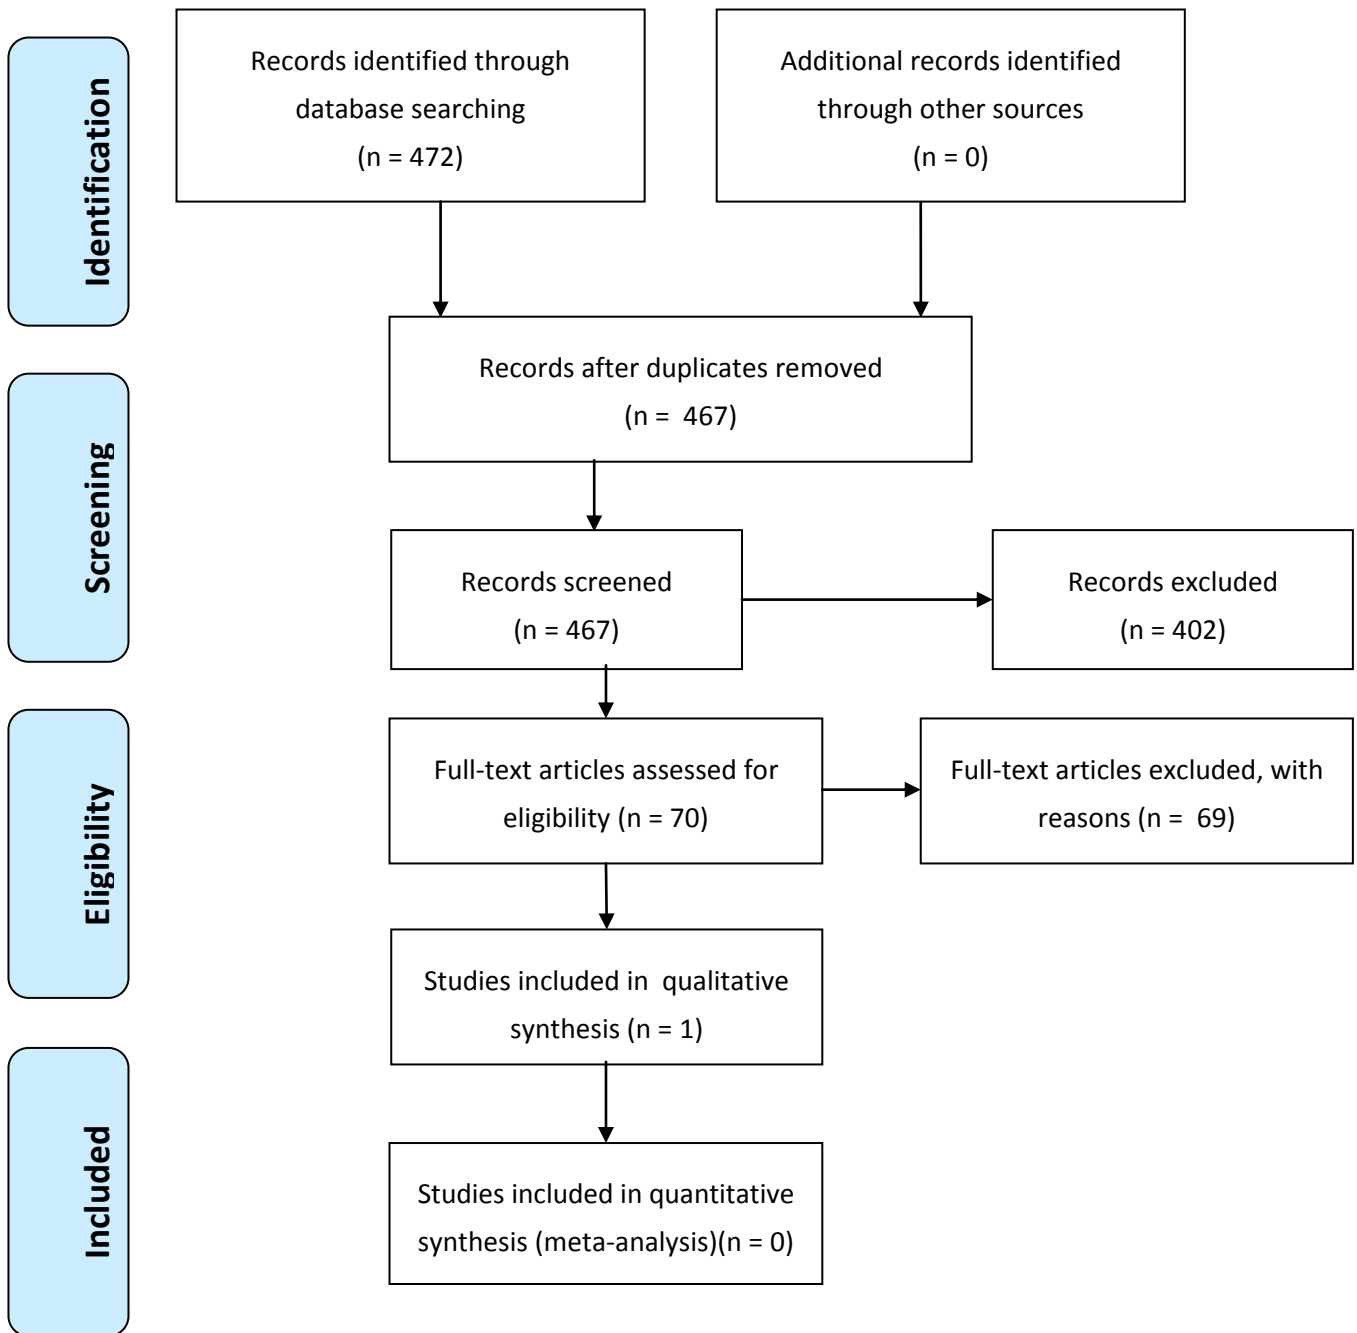 Identification
Records identified through
database searching
(n = 472)
Additional records identified
through other sources
(n = 0)
Records after duplicates removed
(n =  467)
Screening
Records screened
(n = 467)
Records excluded
(n = 402)
Eligibility
Full-text articles assessed for
eligibility (n = 70)
Full-text articles excluded, with
reasons (n =  69)
Studies included in  qualitative
synthesis (n = 1)
Included
Studies included in quantitative
synthesis (meta-analysis)(n = 0)